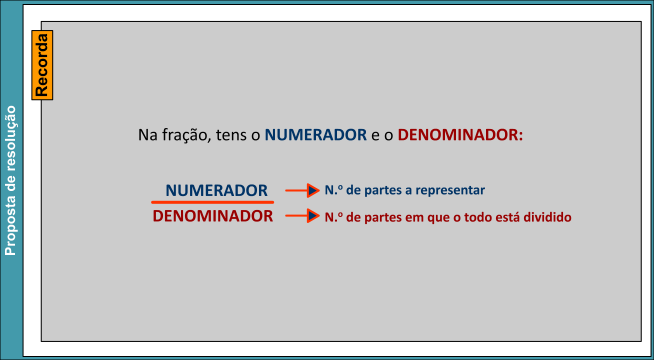 Proposta de resolução
Recorda
Na fração, tens o NUMERADOR e o DENOMINADOR:
NUMERADOR N.º de partes a representar
DENOMINADOR N.º de partes em que o todo está dividido